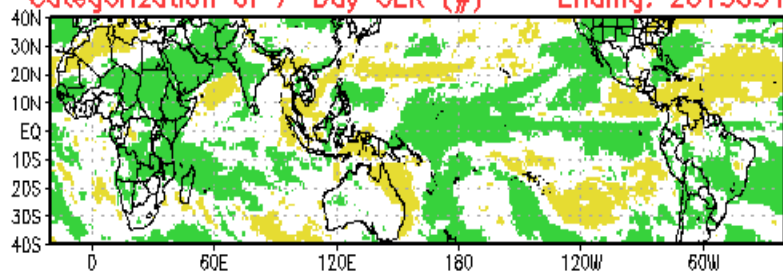 Categorization of 7-Day OLR (#) Ending: 2015051
40N
30N
20N
10N
EQ
10S
20S
30S
40S
0 60E 120E 180 120W 60W